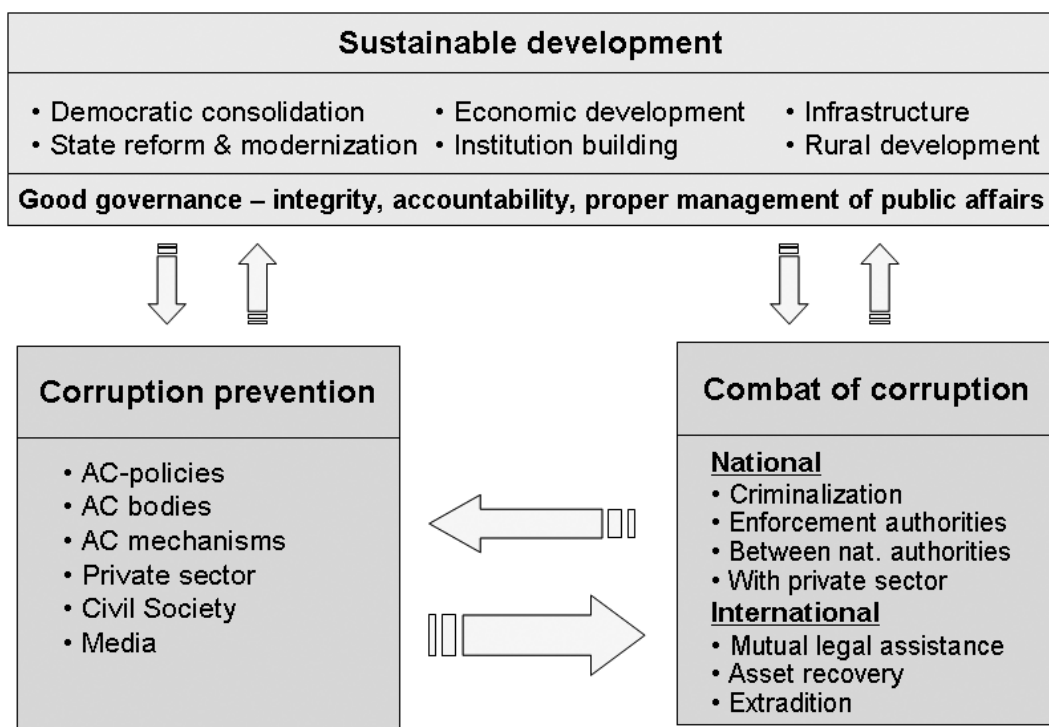 Sustainable development
• Democratic consolidation
• State reform & modernization
• Economic development
• Institution building
• Infrastructure
• Rural development
Good governance – integrity, accountability, proper management of public affairs
Corruption prevention
• AC-policies
• AC bodies
• AC mechanisms
• Private sector
• Civil Society
• Media
Combat of corruption
National
• Criminalization
• Enforcement authorities
• Between nat. authorities
• With private sector
International
• Mutual legal assistance
• Asset recovery
• Extradition